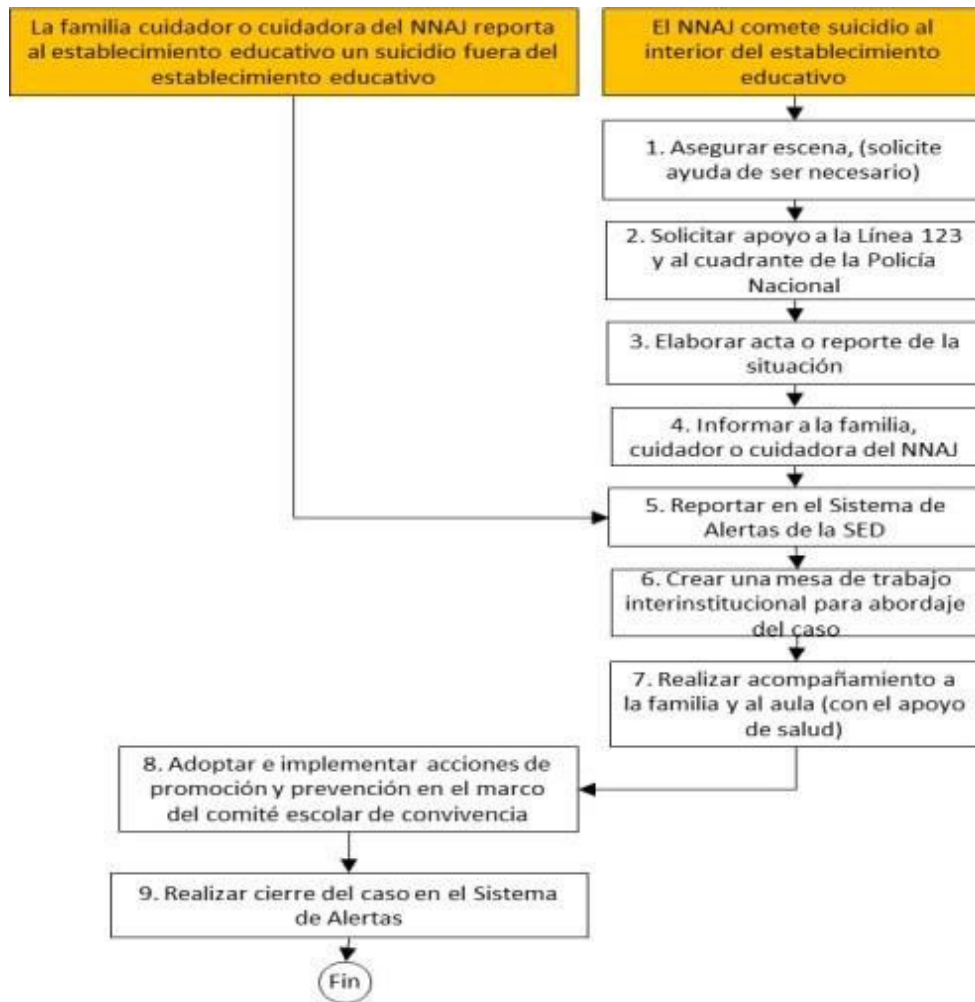 La familia cuidador o cuidadora del NNAJ reporta
al establecimiento educativo un suicidio fuera del
establecimiento educativo
El NNAJ comete suicidio al
interior del establecimiento
educativo
1. Asegurar escena, (solicite
ayuda de ser necesario)
2. Solicitar apoyo a la Línea 123
y al cuadrante de la Policía
Nacional
3. Elaborar acta o reporte de la
situación
4. Informar a la familia,
cuidador o cuidadora del NNAJ
5. Reportar en el Sistema de
Alertas de la SED
6. Crear una mesa de trabajo
interinstitucional para abordaje
del caso
7. Realizar acompañamiento a
la familia y al aula (con el apoyo
de salud)
8. Adoptar e implementar acciones de
promoción y prevención en el marco
del comité escolar de convivencia
9. Realizar cierre del caso en el Sistema
de Alertas
Fin